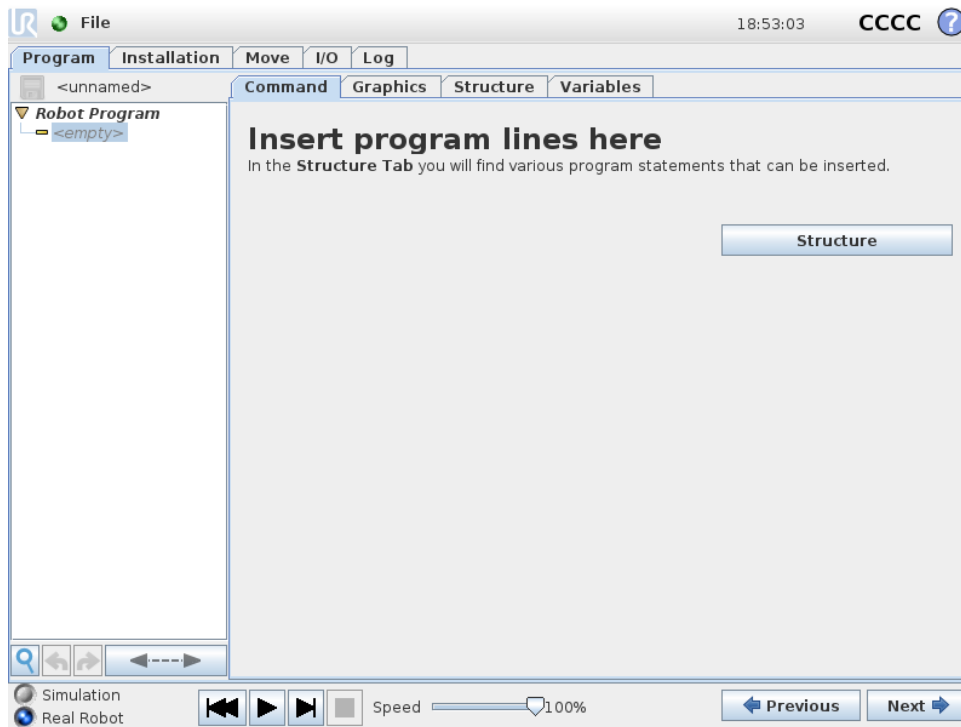 UR File 18:53:03 CCCC ?
Program Installation Move I/O Log
<unnamed> Command Graphics Structure Variables
Robot Program
<empty>
Insert program lines here
In the Structure Tab you will find various program statements that can be inserted.
Structure
Simulation
Real Robot
Speed 100% Previous Next